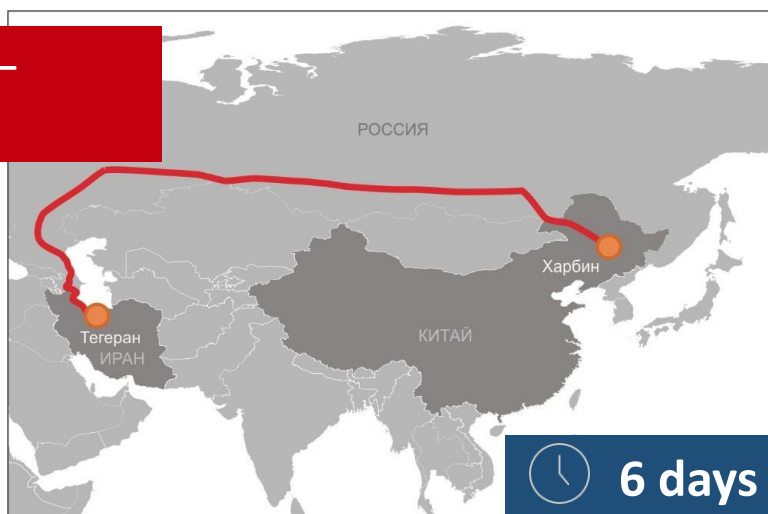 –
РОССИЯ
Харбин
КИТАЙ
Тегеран
ИРАН
6 days